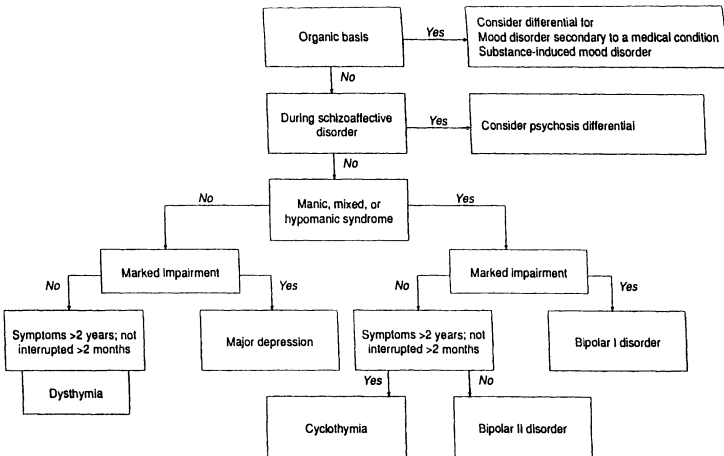 Organic basis
Yes
Consider differential for
Mood disorder secondary to a medical condition
Substance-induced mood disorder
No
During schizoaffective
disorder
Yes
Consider psychosis differential
No
Manic, mixed, or
hypomanic syndrome
No
Yes
Marked impairment
No
Yes
Marked impairment
No
Yes
Symptoms >2 years; not
interrupted >2 months
Dysthymia
Major depression
Symptoms >2 years; not
interrupted >2 months
Bipolar I disorder
Yes
No
Cyclothymia
Bipolar II disorder